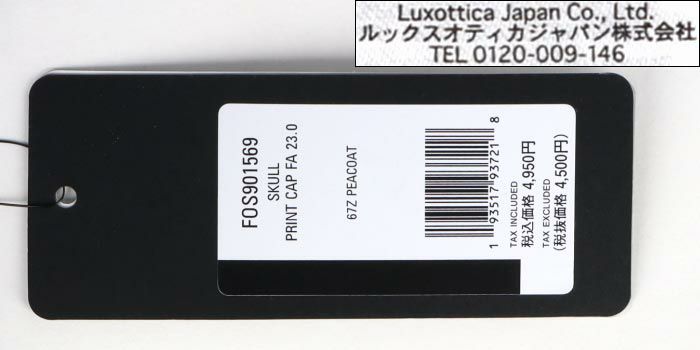 Luxottica Japan Co., Ltd.
ルックスオティカジャパン株式会社
TEL 0120-009-146
FOS901569
SKULL
PRINT CAP FA 23.0
67Z PEACOAT
1 93517 93721 8
TAX INCLUDED
税込価格 4,950円
TAX EXCLUDED
(税抜価格 4,500円)